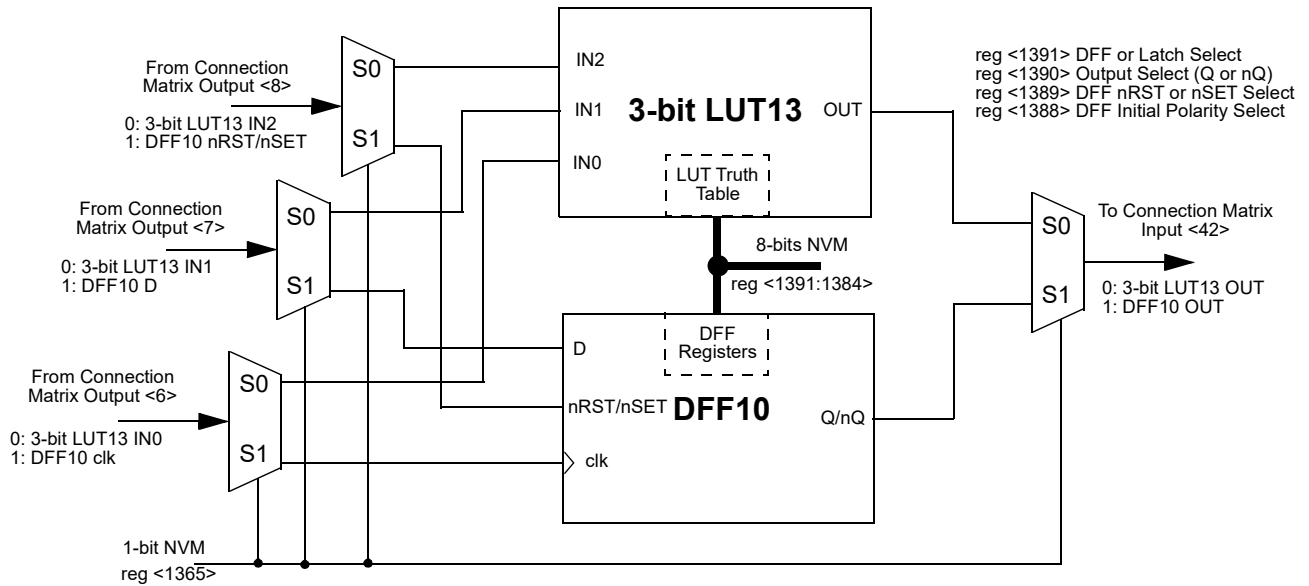 From Connection
Matrix Output <8>
0: 3-bit LUT13 IN2
1: DFF10 nRST/nSET
S0
S1
From Connection
Matrix Output <7>
0: 3-bit LUT13 IN1
1: DFF10 D
S0
S1
From Connection
Matrix Output <6>
0: 3-bit LUT13 IN0
1: DFF10 clk
S0
S1
1-bit NVM
reg <1365>
IN2
IN1
IN0
3-bit LUT13
OUT
LUT Truth
Table
8-bits NVM
reg <1391:1384>
DFF
Registers
D
nRST/nSET
DFF10
Q/nQ
clk
reg <1391> DFF or Latch Select
reg <1390> Output Select (Q or nQ)
reg <1389> DFF nRST or nSET Select
reg <1388> DFF Initial Polarity Select
S0
S1
To Connection Matrix
Input <42>
0: 3-bit LUT13 OUT
1: DFF10 OUT